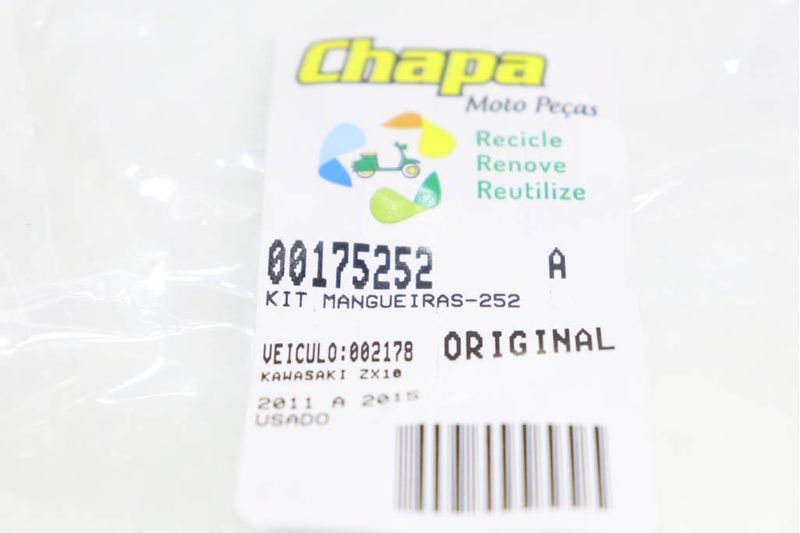 Chapa
Moto Peças
Recicle
Renove
Reutilize
00175252 A
KIT MANGUEIRAS-252
VEICULO:002178 ORIGINAL
KAWASAKI ZX10
2011 A 2015
USADO